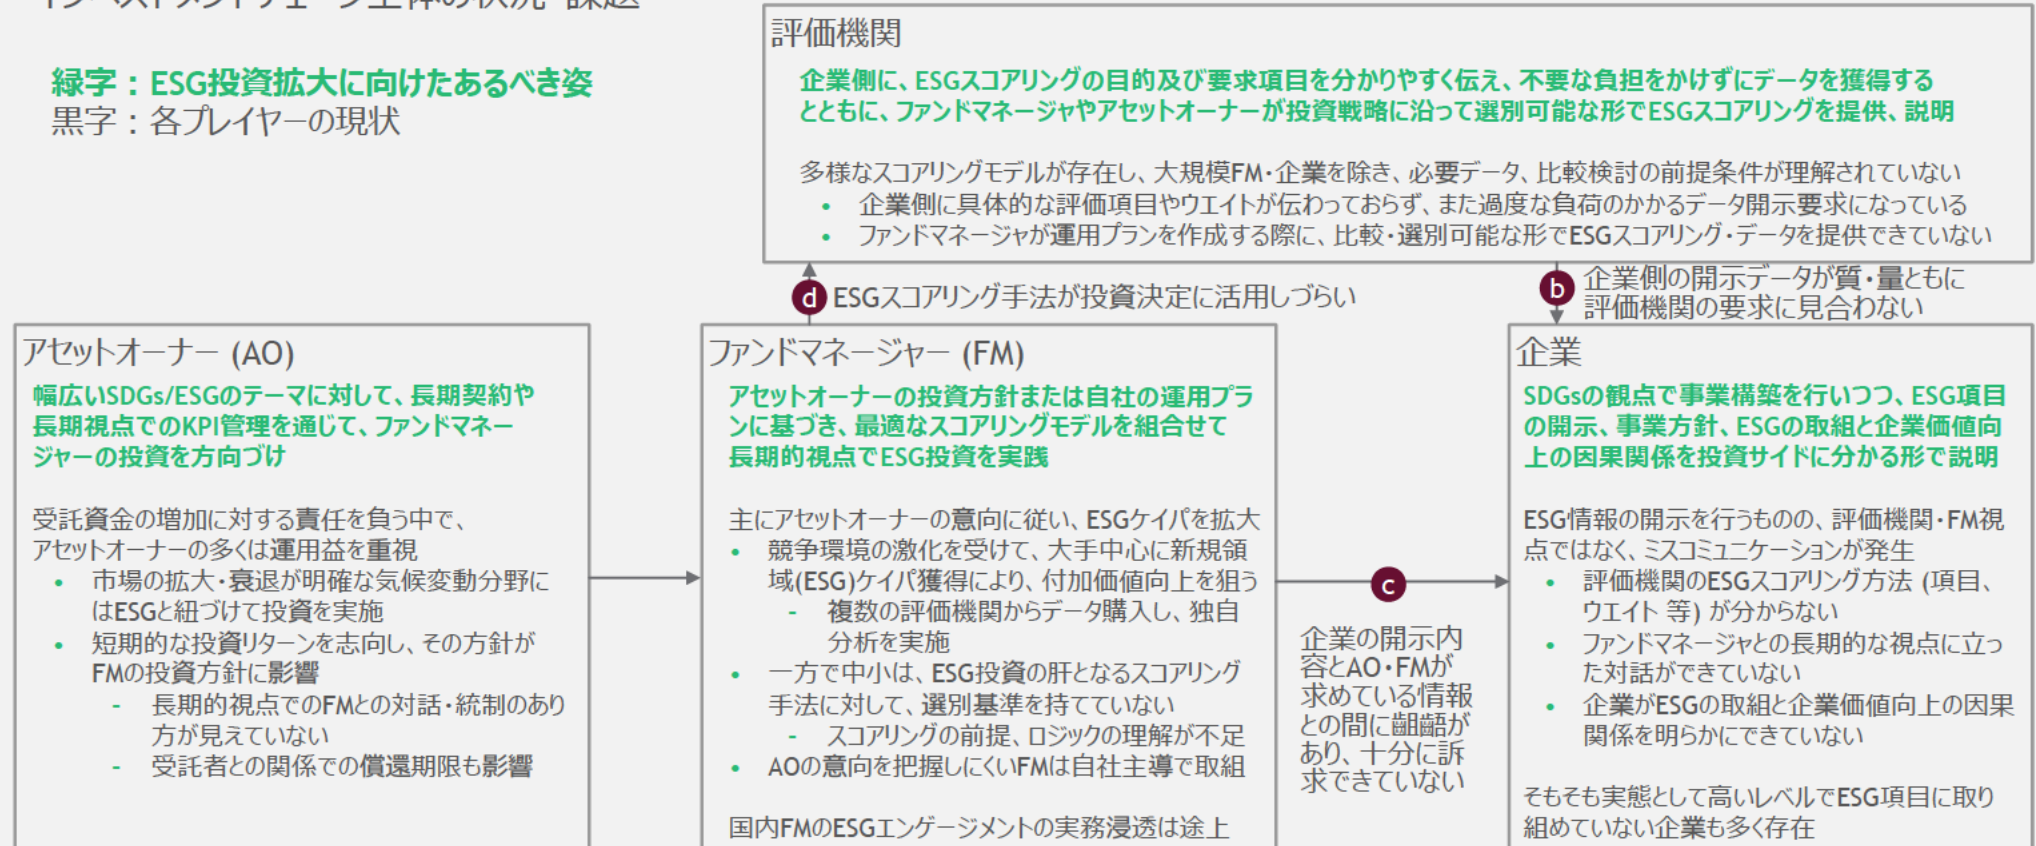 インベストメントチェーン主体の状況・課題
緑字：ESG投資拡大に向けたあるべき姿
黒字：各プレイヤーの現状
評価機関
企業側に、ESGスコアリングの目的及び要求項目を分かりやすく伝え、不要な負担をかけずにデータを獲得する
とともに、ファンドマネージャやアセットオーナーが投資戦略に沿って選別可能な形でESGスコアリングを提供、説明
多様なスコアリングモデルが存在し、大規模FM・企業を除き、必要データ、比較検討の前提条件が理解されていない
• 企業側に具体的な評価項目やウエイトが伝わっておらず、また過度な負荷のかかるデータ開示要求になっている
• ファンドマネージャが運用プランを作成する際に、比較・選別可能な形でESGスコアリング・データを提供できていない
d ESGスコアリング手法が投資決定に活用しづらい
b 企業側の開示データが質・量ともに
評価機関の要求に見合わない
アセットオーナー (AO)
幅広いSDGs/ESGのテーマに対して、長期契約や
長期視点でのKPI管理を通じて、ファンドマネー
ジャーの投資を方向づけ
受託資金の増加に対する責任を負う中で、
アセットオーナーの多くは運用益を重視
• 市場の拡大・衰退が明確な気候変動分野に
はESGと紐づけて投資を実施
• 短期的な投資リターンを志向し、その方針が
FMの投資方針に影響
- 長期的視点でのFMとの対話・統制のあり
方が見えていない
- 受託者との関係での償還期限も影響
ファンドマネージャー (FM)
アセットオーナーの投資方針または自社の運用プラ
ンに基づき、最適なスコアリングモデルを組合せて
長期的視点でESG投資を実践
主にアセットオーナーの意向に従い、ESGケイパを拡大
• 競争環境の激化を受けて、大手中心に新規領
域(ESG)ケイパ獲得により、付加価値向上を狙う
- 複数の評価機関からデータ購入し、独自
分析を実施
• 一方で中小は、ESG投資の肝となるスコアリング
手法に対して、選別基準を持てていない
- スコアリングの前提、ロジックの理解が不足
• AOの意向を把握しにくいFMは自社主導で取組
国内FMのESGエンゲージメントの実務浸透は途上
c
企業の開示内
容とAO・FMが
求めている情報
との間に齟齬が
あり、十分に訴
求できていない
企業
SDGsの観点で事業構築を行いつつ、ESG項目
の開示、事業方針、ESGの取組と企業価値向
上の因果関係を投資サイドに分かる形で説明
ESG情報の開示を行うものの、評価機関・FM視
点ではなく、ミスコミュニケーションが発生
• 評価機関のESGスコアリング方法 (項目、
ウエイト 等) が分からない
• ファンドマネージャとの長期的な視点に立っ
た対話ができていない
• 企業がESGの取組と企業価値向上の因果
関係を明らかにできていない
そもそも実態として高いレベルでESG項目に取り
組めていない企業も多く存在